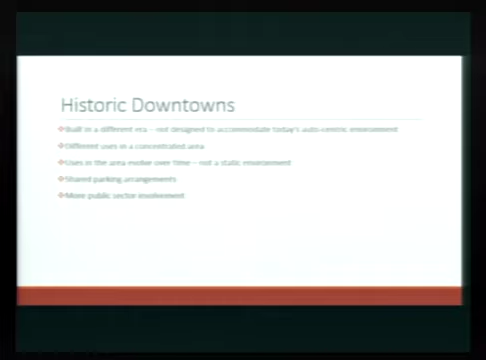 Historic Downtowns
Built in a different era – not designed to accommodate today's auto-centric environment
Different uses in a concentrated area
Uses in the area evolve over time – not a static environment
Shared parking arrangements
More public sector involvement